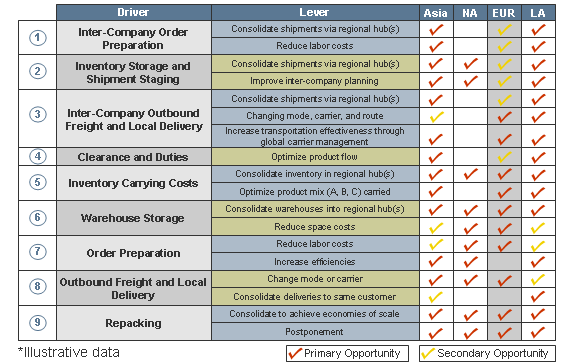 Driver Lever Asia NA EUR LA
1 Inter-Company Order Preparation
Consolidate shipments via regional hub(s)
Reduce labor costs
2 Inventory Storage and Shipment Staging
Consolidate shipments via regional hub(s)
Improve inter-company planning
3 Inter-Company Outbound Freight and Local Delivery
Consolidate shipments via regional hub(s)
Changing mode, carrier, and route
Increase transportation effectiveness through
global carrier management
4 Clearance and Duties
Optimize product flow
5 Inventory Carrying Costs
Consolidate inventory in regional hub(s)
Optimize product mix (A, B, C) carried
6 Warehouse Storage
Consolidate warehouses into regional hub(s)
Reduce space costs
7 Order Preparation
Reduce labor costs
Increase efficiencies
8 Outbound Freight and Local Delivery
Change mode or carrier
Consolidate deliveries to same customer
9 Repacking
Consolidate to achieve economies of scale
Postponement
*Illustrative data
Primary Opportunity
Secondary Opportunity